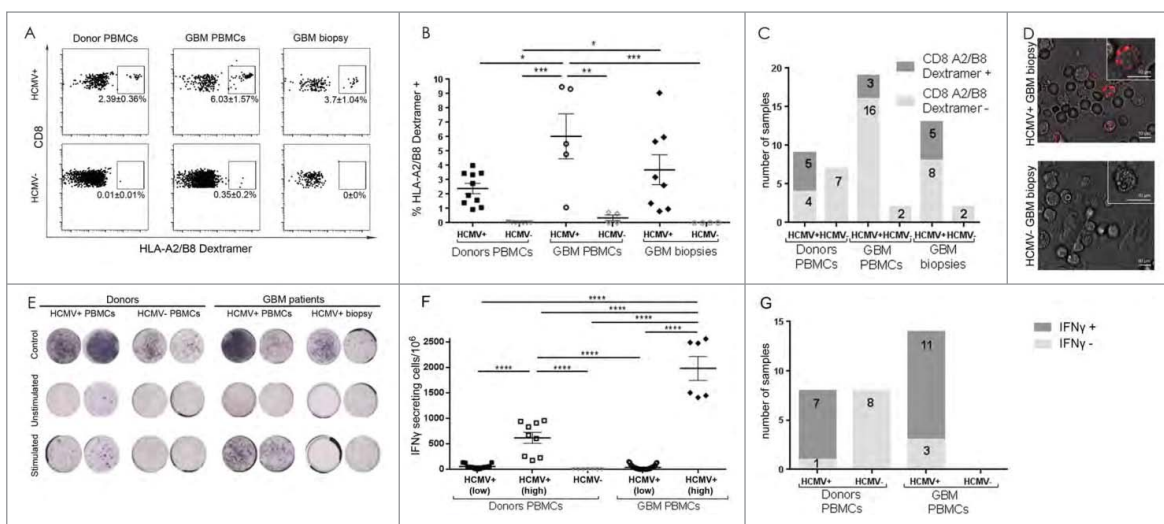 A
Donor PBMCs GBM PBMCs GBM biopsy
HCMV+
2.39±0.36% 6.03±1.57% 3.7±1.04%
CD8
HCMV-
0.01±0.01% 0.35±0.2% 0±0%
HLA-A2/B8 Dextramer
B
* 
* ***
*** **
% HLA-A2/B8 Dextramer +
10
9
8
7
6
5
4
3
2
1
0
HCMV+ HCMV- HCMV+ HCMV- HCMV+ HCMV-
Donors PBMCs GBM PBMCs GBM biopsies
C
CD8 A2/B8
Dextramer +
CD8 A2/B8
Dextramer -
number of samples
20
15
10
5
0
3
16
5 5
4 7 2 8 2
HCMV+ HCMV- HCMV+ HCMV- HCMV+ HCMV-
Donors
PBMCs
GBM
PBMCs
GBM
biopsies
D
HCMV+ GBM biopsy
HCMV- GBM biopsy
E
Donors GBM patients
HCMV+ PBMCs HCMV- PBMCs HCMV+ PBMCs HCMV+ biopsy
Control
Unstimulated
Stimulated
F
****
****
****
**** ****
**** ****
IFNγ secreting cells/10⁶
3000
2500
2000
1500
1000
500
0
HCMV+
(low)
HCMV+
(high)
HCMV-
HCMV+
(low)
HCMV+
(high)
Donors PBMCs GBM PBMCs
G
IFNγ +
IFNγ -
number of samples
20
15
10
5
0
7 8 11
1 3
HCMV+ HCMV- HCMV+ HCMV-
Donors
PBMCs
GBM
PBMCs